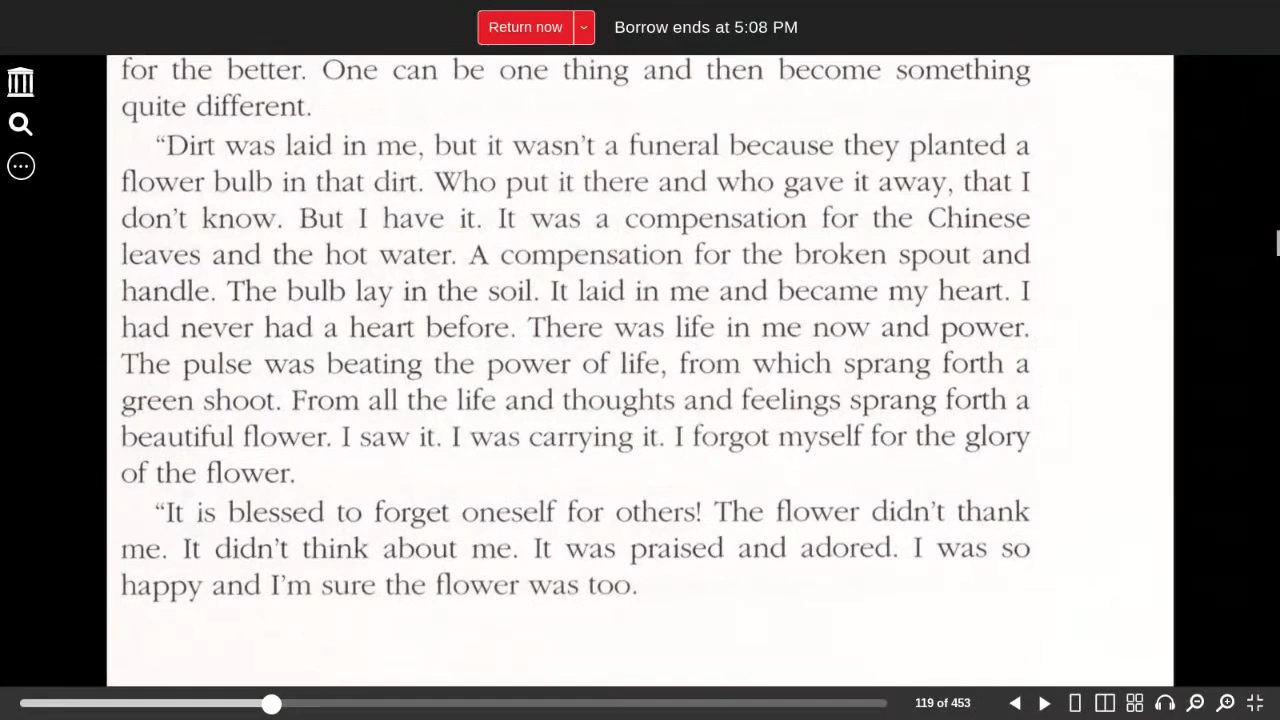 Return now
Borrow ends at 5:08 PM
for the better. One can be one thing and then become something
quite different.
“Dirt was laid in me, but it wasn’t a funeral because they planted a
flower bulb in that dirt. Who put it there and who gave it away, that I
don’t know. But I have it. It was a compensation for the Chinese
leaves and the hot water. A compensation for the broken spout and
handle. The bulb lay in the soil. It laid in me and became my heart. I
had never had a heart before. There was life in me now and power.
The pulse was beating the power of life, from which sprang forth a
green shoot. From all the life and thoughts and feelings sprang forth a
beautiful flower. I saw it. I was carrying it. I forgot myself for the glory
of the flower.
“It is blessed to forget oneself for others! The flower didn’t thank
me. It didn’t think about me. It was praised and adored. I was so
happy and I’m sure the flower was too.
119 of 453